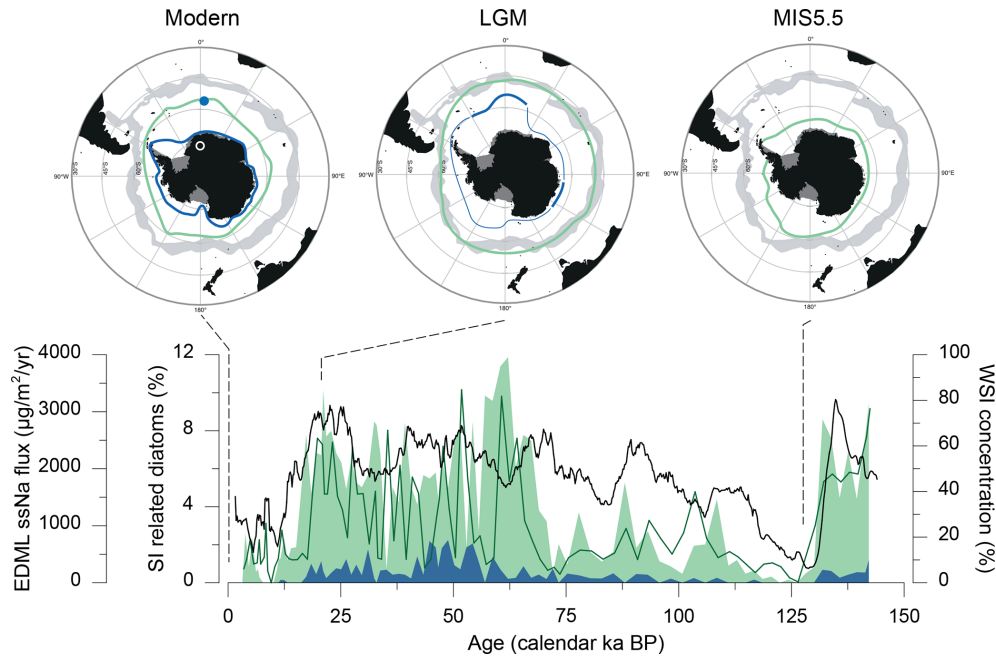 Modern
LGM
MIS5.5
0°
0°
0°
90°W
30°S
45°S
60°S
90°E
90°W
30°S
45°S
60°S
90°E
90°W
30°S
45°S
60°S
90°E
180°
180°
180°
EDML ssNa flux (µg/m²/yr)
4000
3000
2000
1000
0
SI related diatoms (%)
12
8
4
0
100
80
60
40
20
0
WSI concentration (%)
0
25
50
75
100
125
150
Age (calendar ka BP)